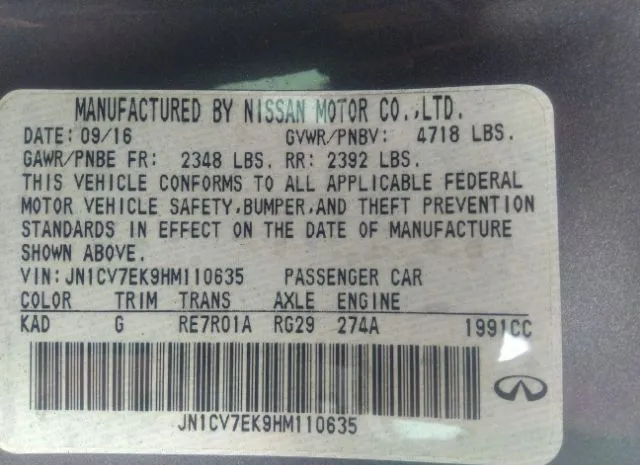 MANUFACTURED BY NISSAN MOTOR CO.,LTD.
DATE: 09/16 GVWR/PNBV: 4718 LBS.
GAWR/PNBE FR: 2348 LBS. RR: 2392 LBS.
THIS VEHICLE CONFORMS TO ALL APPLICABLE FEDERAL
MOTOR VEHICLE SAFETY,BUMPER,AND THEFT PREVENTION
STANDARDS IN EFFECT ON THE DATE OF MANUFACTURE
SHOWN ABOVE.
VIN: JN1CV7EK9HM110635 PASSENGER CAR
COLOR TRIM TRANS AXLE ENGINE
KAD G RE7R01A RG29 274A 1991CC
JN1CV7EK9HM110635